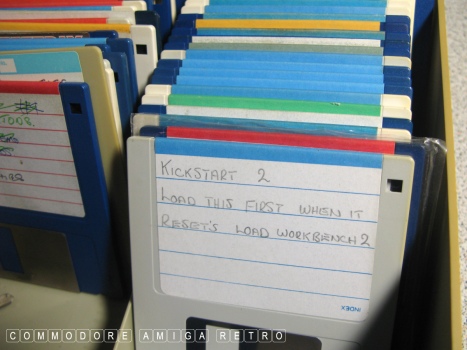 KICKSTART 2
LOAD THIS FIRST WHEN IT
RESET'S LOAD WORKBENCH 2
INDEX
COMMODORE AMIGA RETRO